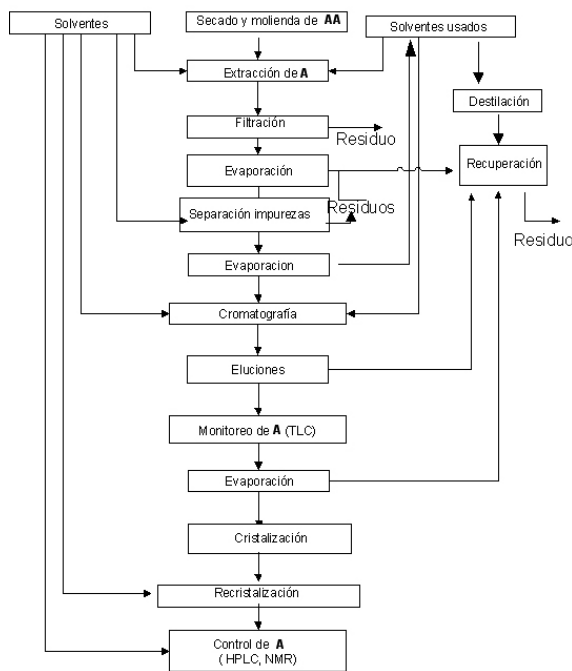 Solventes
Secado y molienda de AA
Solventes usados
Extracción de A
Destilación
Filtración
Residuo
Evaporación
Recuperación
Residuos
Separación impurezas
Residuo
Evaporacion
Cromatografía
Eluciones
Monitoreo de A (TLC)
Evaporación
Cristalización
Recristalización
Control de A
( HPLC, NMR)